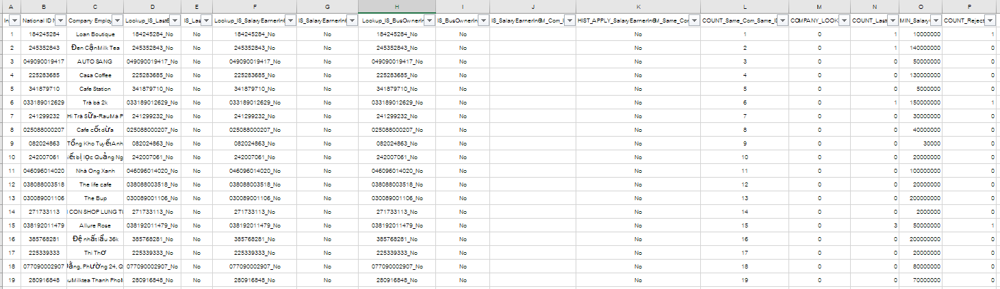 A B C D E F G H I J K L M N O P
In National ID N Company Employ Lookup_IS_LastE IS_Las Lookup_IS_SalaryEarnerIn6 IS_SalaryEarnerIn6 Lookup_IS_BusOwnerIn IS_BusOwnerIn IS_SalaryEarnerIn6M_Com_I HIST_APPLY_SalaryEarnerIn6M_Same_Co COUNT_Same_Com_Same_I COMPANY_LOOK COUNT_Last MIN_Salary COUNT_Reject
1 184245284 Loan Boutique 184245284_No No 184245284_No No 184245284_No No No 1 0 1 10000000 1
2 245352843 Đen Cận Milk Tea 245352843_No No 245352843_No No 245352843_No No No 2 0 1 140000000 0
3 049090019417 AUTO SANG 049090019417_No No 049090019417_No No 049090019417_No No No 3 0 0 50000000 0
4 225283685 Casa Coffee 225283685_No No 225283685_No No 225283685_No No No 4 0 0 130000000 0
5 341879710 Cafe Station 341879710_No No 341879710_No No 341879710_No No No 5 0 0 5000000 0
6 033189012629 Trà bà 2k 033189012629_No No 033189012629_No No 033189012629_No No No 6 0 1 150000000 1
7 241299232 Hi Trà Sữa-Rau Má P 241299232_No No 241299232_No No 241299232_No No No 7 0 0 30000000 0
8 025088000207 Cafe cốt dừa 025088000207_No No 025088000207_No No 025088000207_No No No 8 0 0 40000000 0
9 082024863 Tổng Kho Tuyết Anh 082024863_No No 082024863_No No 082024863_No No No 9 0 0 30000 0
10 242007061 iết bị lọc Quảng Ng 242007061_No No 242007061_No No 242007061_No No No 10 0 0 20000000 0
11 046096014020 Nhà Ong Xanh 046096014020_No No 046096014020_No No 046096014020_No No No 11 0 0 100000000 0
12 038088003518 The life cafe 038088003518_No No 038088003518_No No 038088003518_No No No 12 0 0 20000000 0
13 030089001106 The Bup 030089001106_No No 030089001106_No No 030089001106_No No No 13 0 0 200000000 0
14 271733113 CON SHOP LUNG TU 271733113_No No 271733113_No No 271733113_No No No 14 0 0 2000000 0
15 038192011479 Allure Rose 038192011479_No No 038192011479_No No 038192011479_No No No 15 0 3 50000000 1
16 385768281 Đệ nhất lẩu 36k 385768281_No No 385768281_No No 385768281_No No No 16 0 0 200000000 0
17 225339333 Thi Thơ 225339333_No No 225339333_No No 225339333_No No No 17 0 0 20000000 0
18 077090002907 ằng, Phường 24, Q 077090002907_No No 077090002907_No No 077090002907_No No No 18 0 0 80000000 0
19 280916848 uMilktea Thanh Pho 280916848_No No 280916848_No No 280916848_No No No 19 0 0 70000000 0